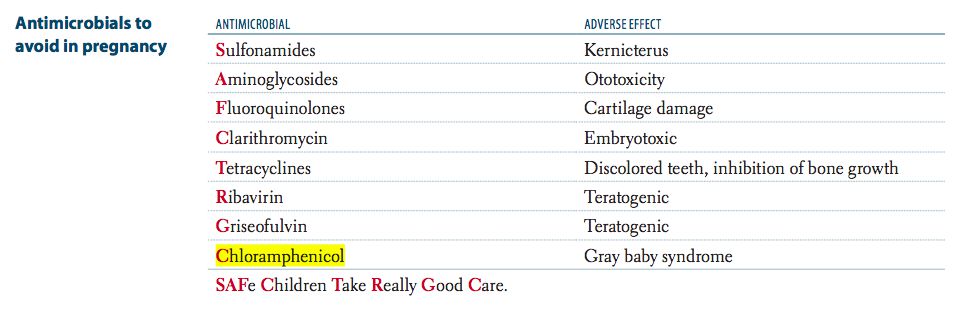 Antimicrobials to
avoid in pregnancy
ANTIMICROBIAL ADVERSE EFFECT
Sulfonamides Kernicterus
Aminoglycosides Ototoxicity
Fluoroquinolones Cartilage damage
Clarithromycin Embryotoxic
Tetracyclines Discolored teeth, inhibition of bone growth
Ribavirin Teratogenic
Griseofulvin Teratogenic
Chloramphenicol Gray baby syndrome
SAFe Children Take Really Good Care.